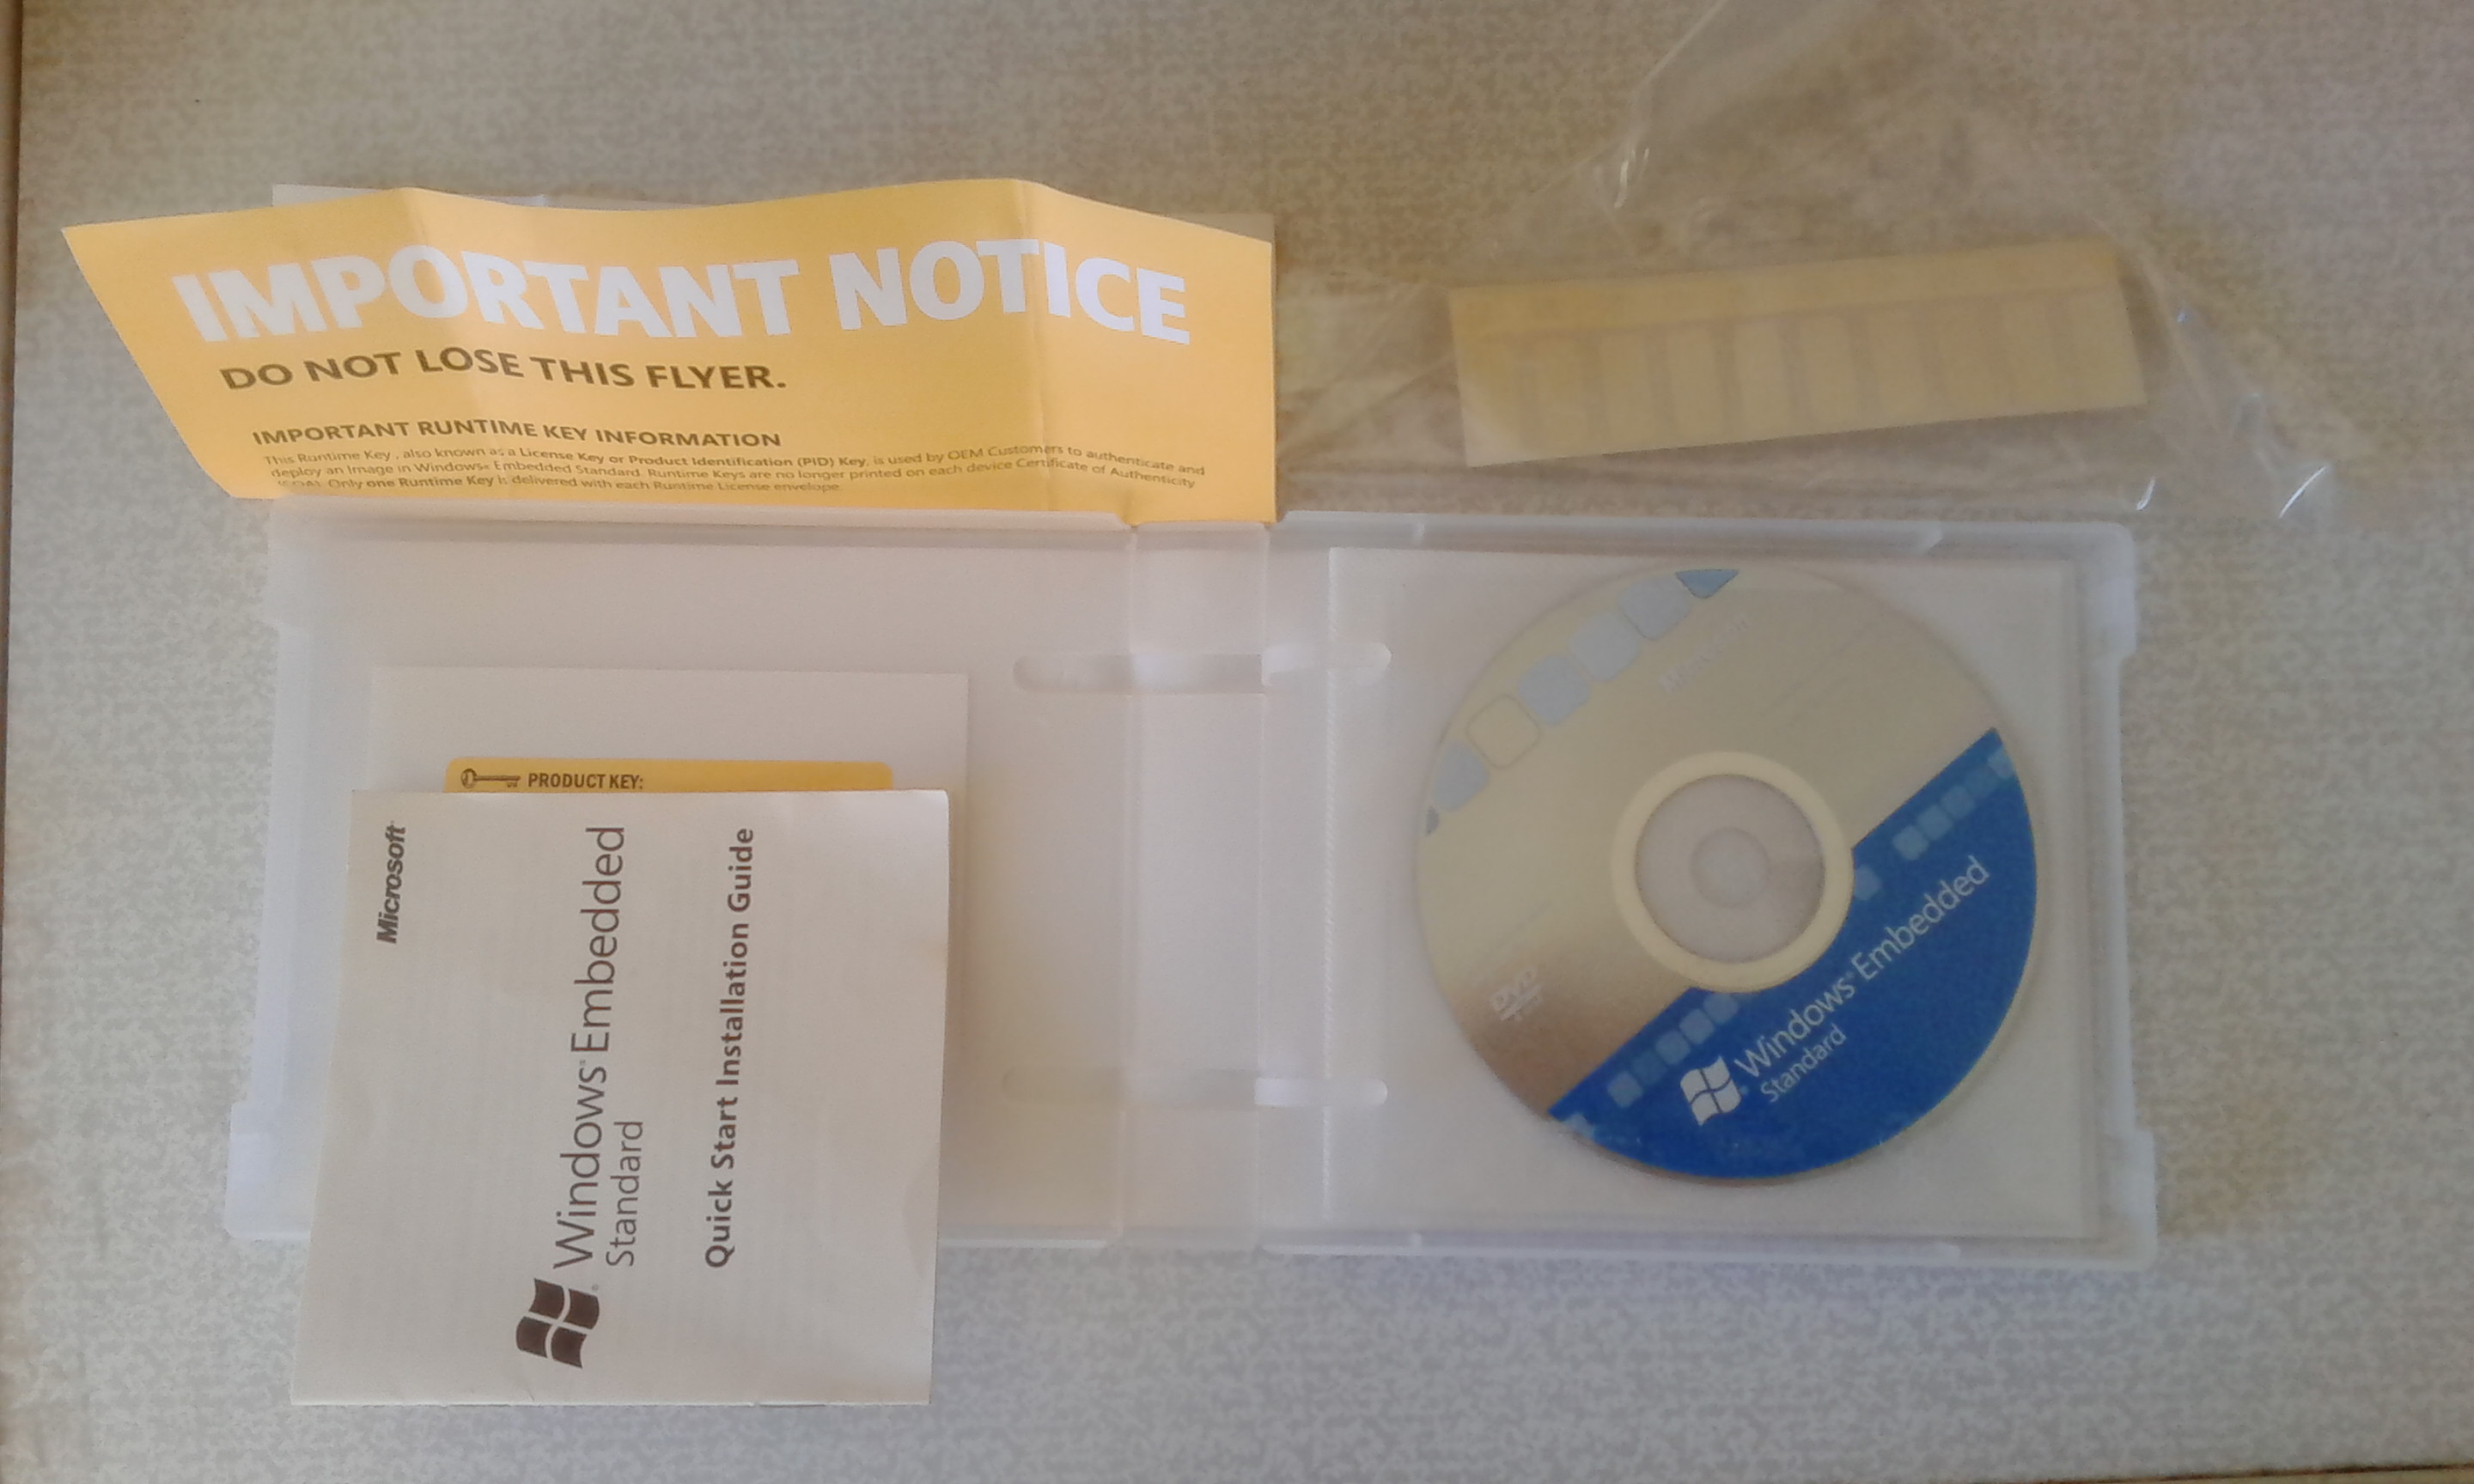 IMPORTANT NOTICE
DO NOT LOSE THIS FLYER.
IMPORTANT RUNTIME KEY INFORMATION
This Runtime Key , also known as a License Key or Product Identification (PID) Key, is used by OEM Customers to authenticate and
deploy an Image in Windows® Embedded Standard. Runtime Keys are no longer printed on each device Certificate of Authenticity
(COA). Only one Runtime Key is delivered with each Runtime License envelope.
PRODUCT KEY:
Microsoft
Windows® Embedded
Standard
Quick Start Installation Guide
Microsoft
DVD
Windows® Embedded
Standard